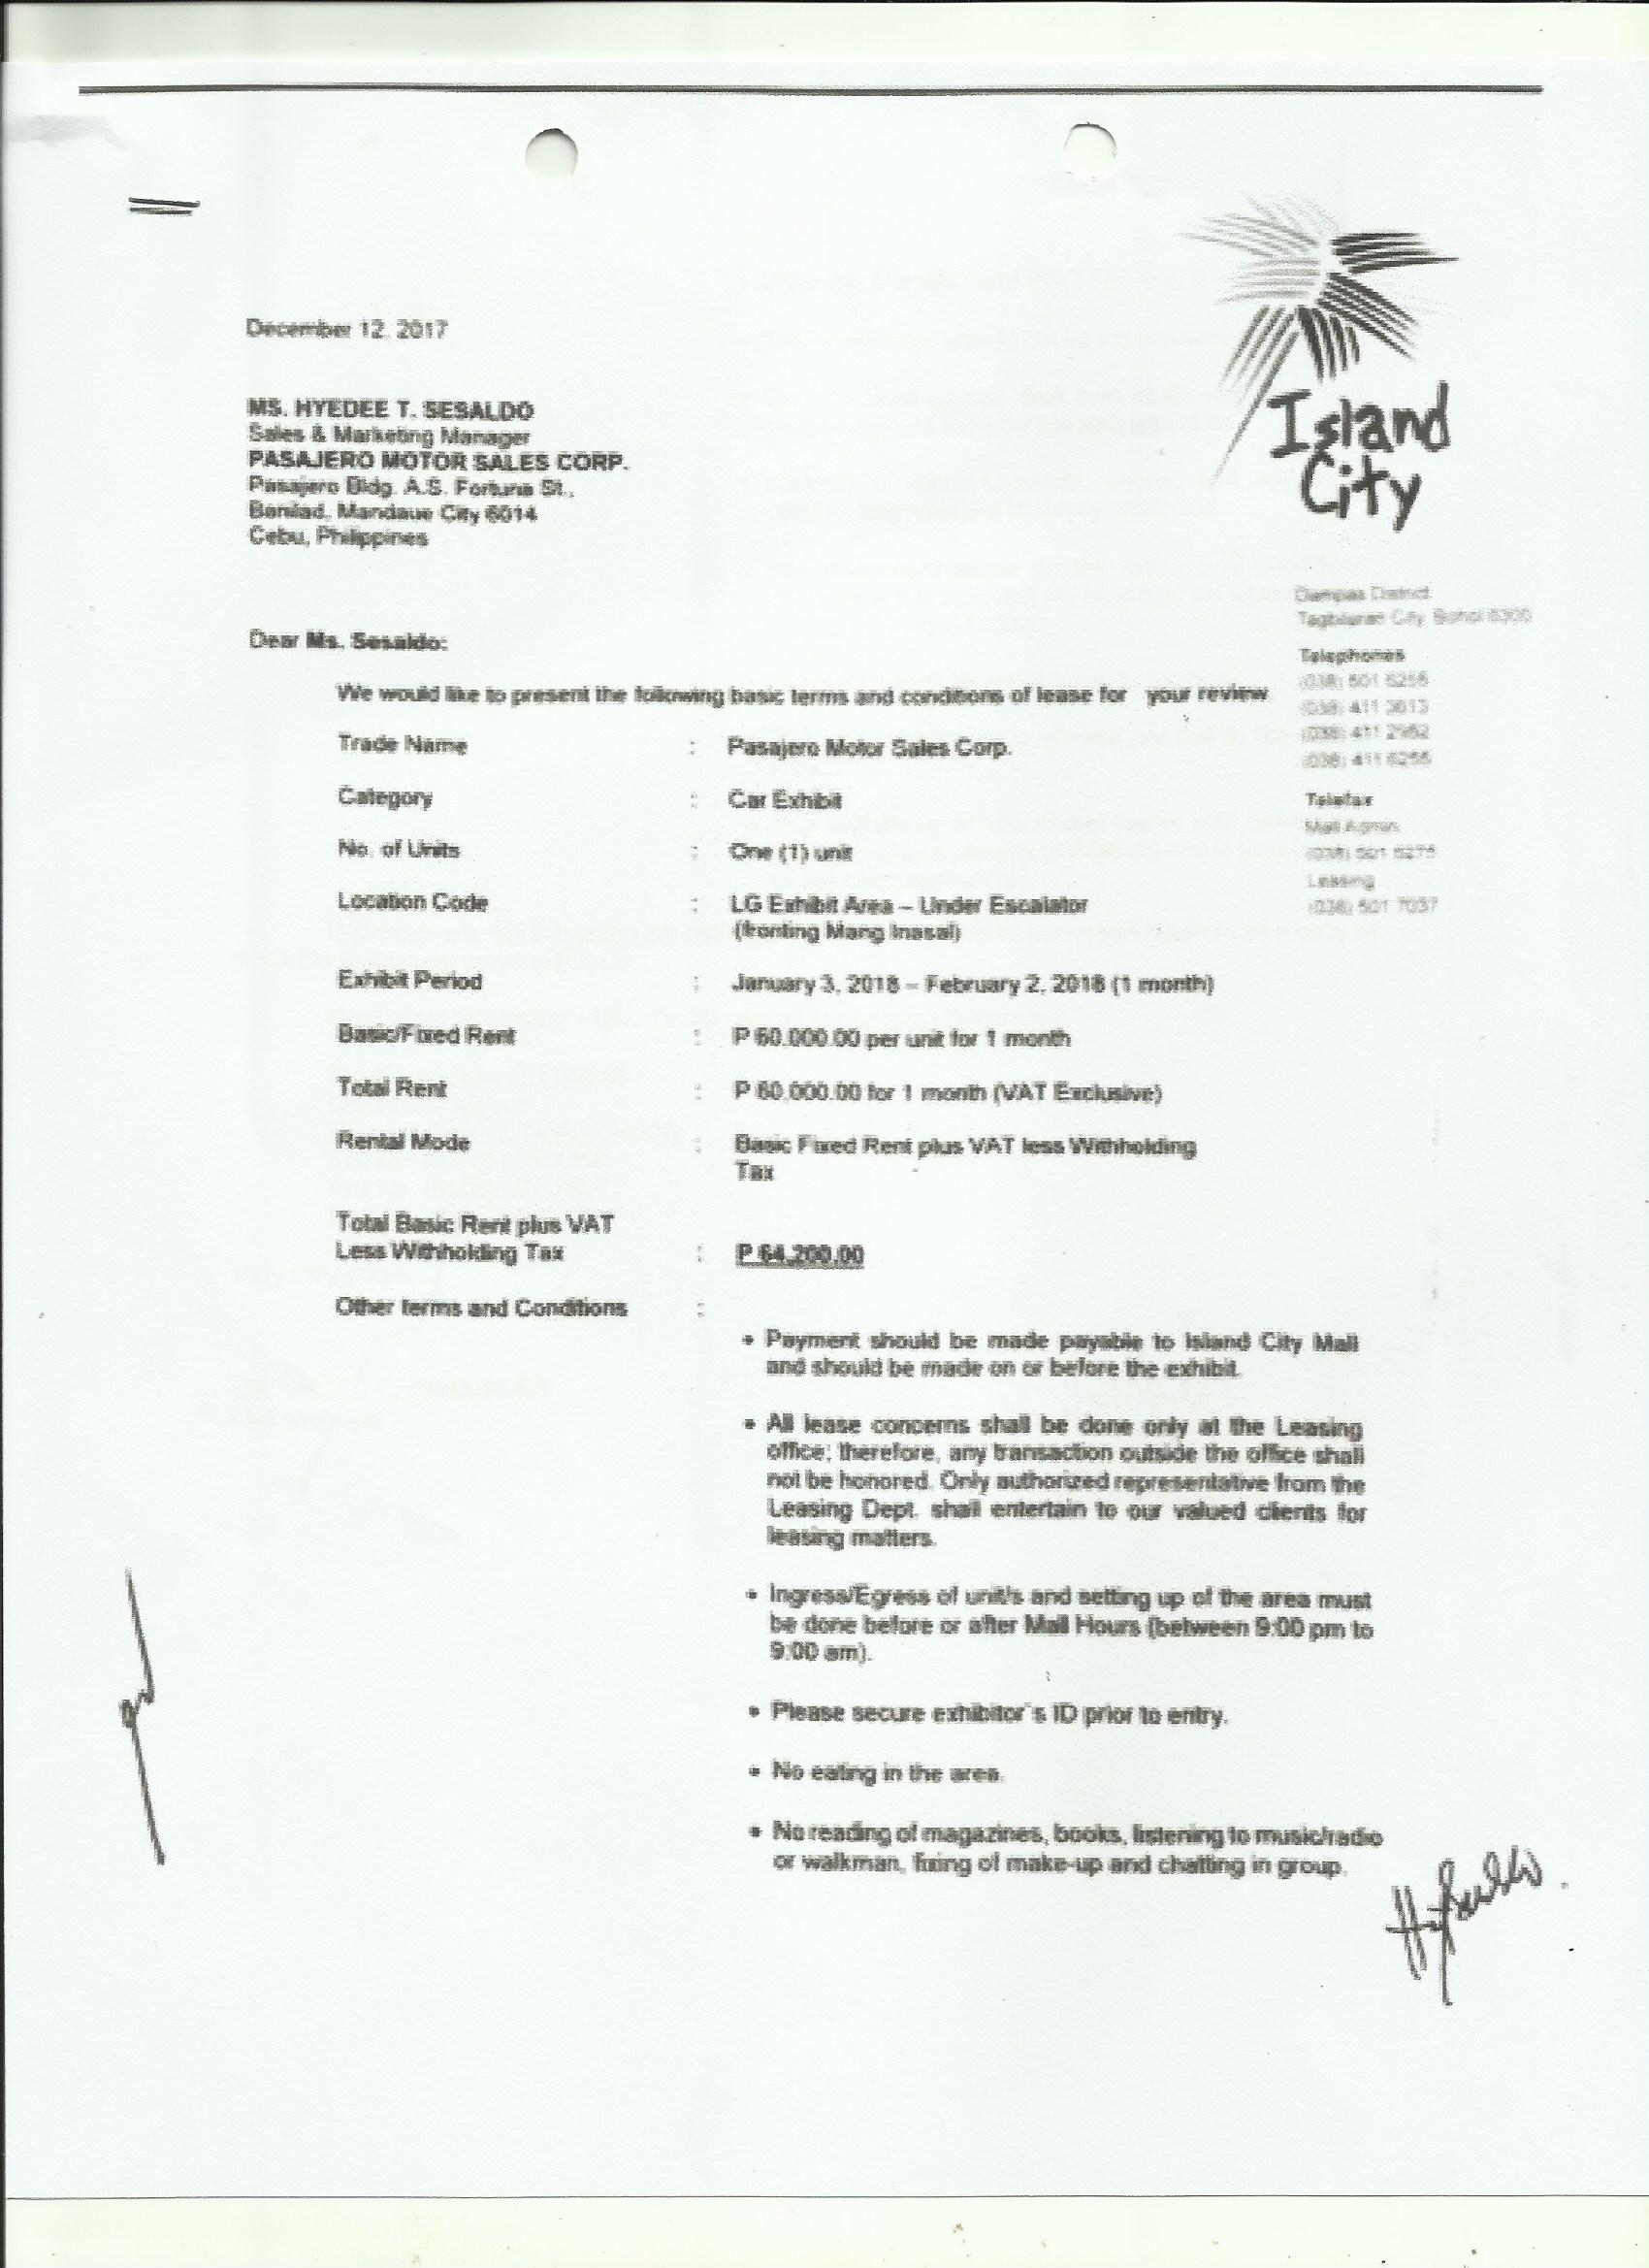 December 12, 2017
Island
City
MS. HYEDEE T. SESALDO
Sales & Marketing Manager
PASAJERO MOTOR SALES CORP.
Pasajero Bldg. A.S. Fortuna St.,
Banilad, Mandaue City 6014
Cebu, Philippines
Dampas District
Tagbilaran City, Bohol 6300
Telephones
(038) 501 6255
(038) 411 3613
(038) 411 2962
(038) 411 6255
Telefax
Mall Admin
(038) 501 6275
Leasing
(038) 501 7037
Dear Ms. Sesaldo:
We would like to present the following basic terms and conditions of lease for your review
Trade Name : Pasajero Motor Sales Corp.
Category : Car Exhibit
No. of Units : One (1) unit
Location Code : LG Exhibit Area – Under Escalator
(fronting Mang Inasal)
Exhibit Period : January 3, 2018 – February 2, 2018 (1 month)
Basic/Fixed Rent : P 60,000.00 per unit for 1 month
Total Rent : P 60,000.00 for 1 month (VAT Exclusive)
Rental Mode : Basic Fixed Rent plus VAT less Withholding
Tax
Total Basic Rent plus VAT
Less Withholding Tax : P 64,200.00
Other terms and Conditions :
• Payment should be made payable to Island City Mall
and should be made on or before the exhibit.
• All lease concerns shall be done only at the Leasing
office; therefore, any transaction outside the office shall
not be honored. Only authorized representative from the
Leasing Dept. shall entertain to our valued clients for
leasing matters.
• Ingress/Egress of unit/s and setting up of the area must
be done before or after Mall Hours (between 9:00 pm to
9:00 am).
• Please secure exhibitor's ID prior to entry.
• No eating in the area.
• No reading of magazines, books, listening to music/radio
or walkman, fixing of make-up and chatting in group.